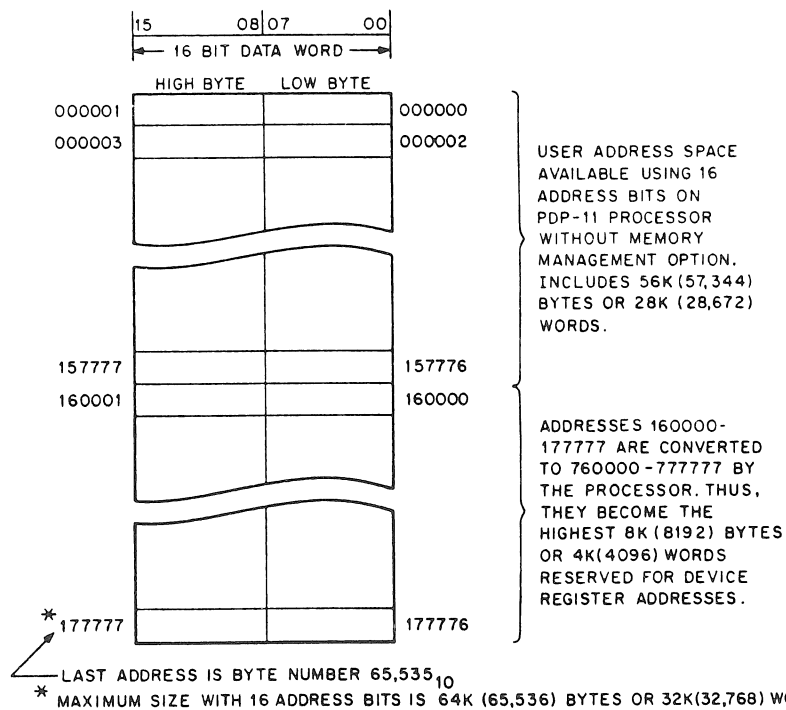 15 08 07 00
16 BIT DATA WORD
HIGH BYTE LOW BYTE
000001 000000
000003 000002
USER ADDRESS SPACE
AVAILABLE USING 16
ADDRESS BITS ON
PDP-11 PROCESSOR
WITHOUT MEMORY
MANAGEMENT OPTION.
INCLUDES 56K (57,344)
BYTES OR 28K (28,672)
WORDS.
157777 157776
160001 160000
ADDRESSES 160000-
177777 ARE CONVERTED
TO 760000-777777 BY
THE PROCESSOR. THUS,
THEY BECOME THE
HIGHEST 8K (8192) BYTES
OR 4K(4096) WORDS
RESERVED FOR DEVICE
REGISTER ADDRESSES.
* 177777 177776
LAST ADDRESS IS BYTE NUMBER 65,535₁₀
* MAXIMUM SIZE WITH 16 ADDRESS BITS IS 64K (65,536) BYTES OR 32K(32,768) WO